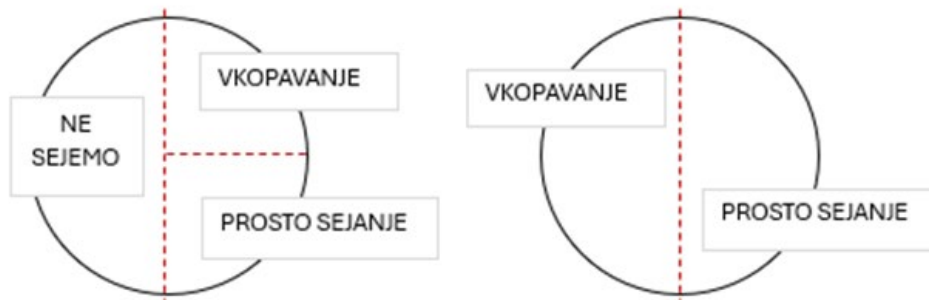 NE
SEJEMO
VKOPAVANJE
PROSTO SEJANJE
VKOPAVANJE
PROSTO SEJANJE